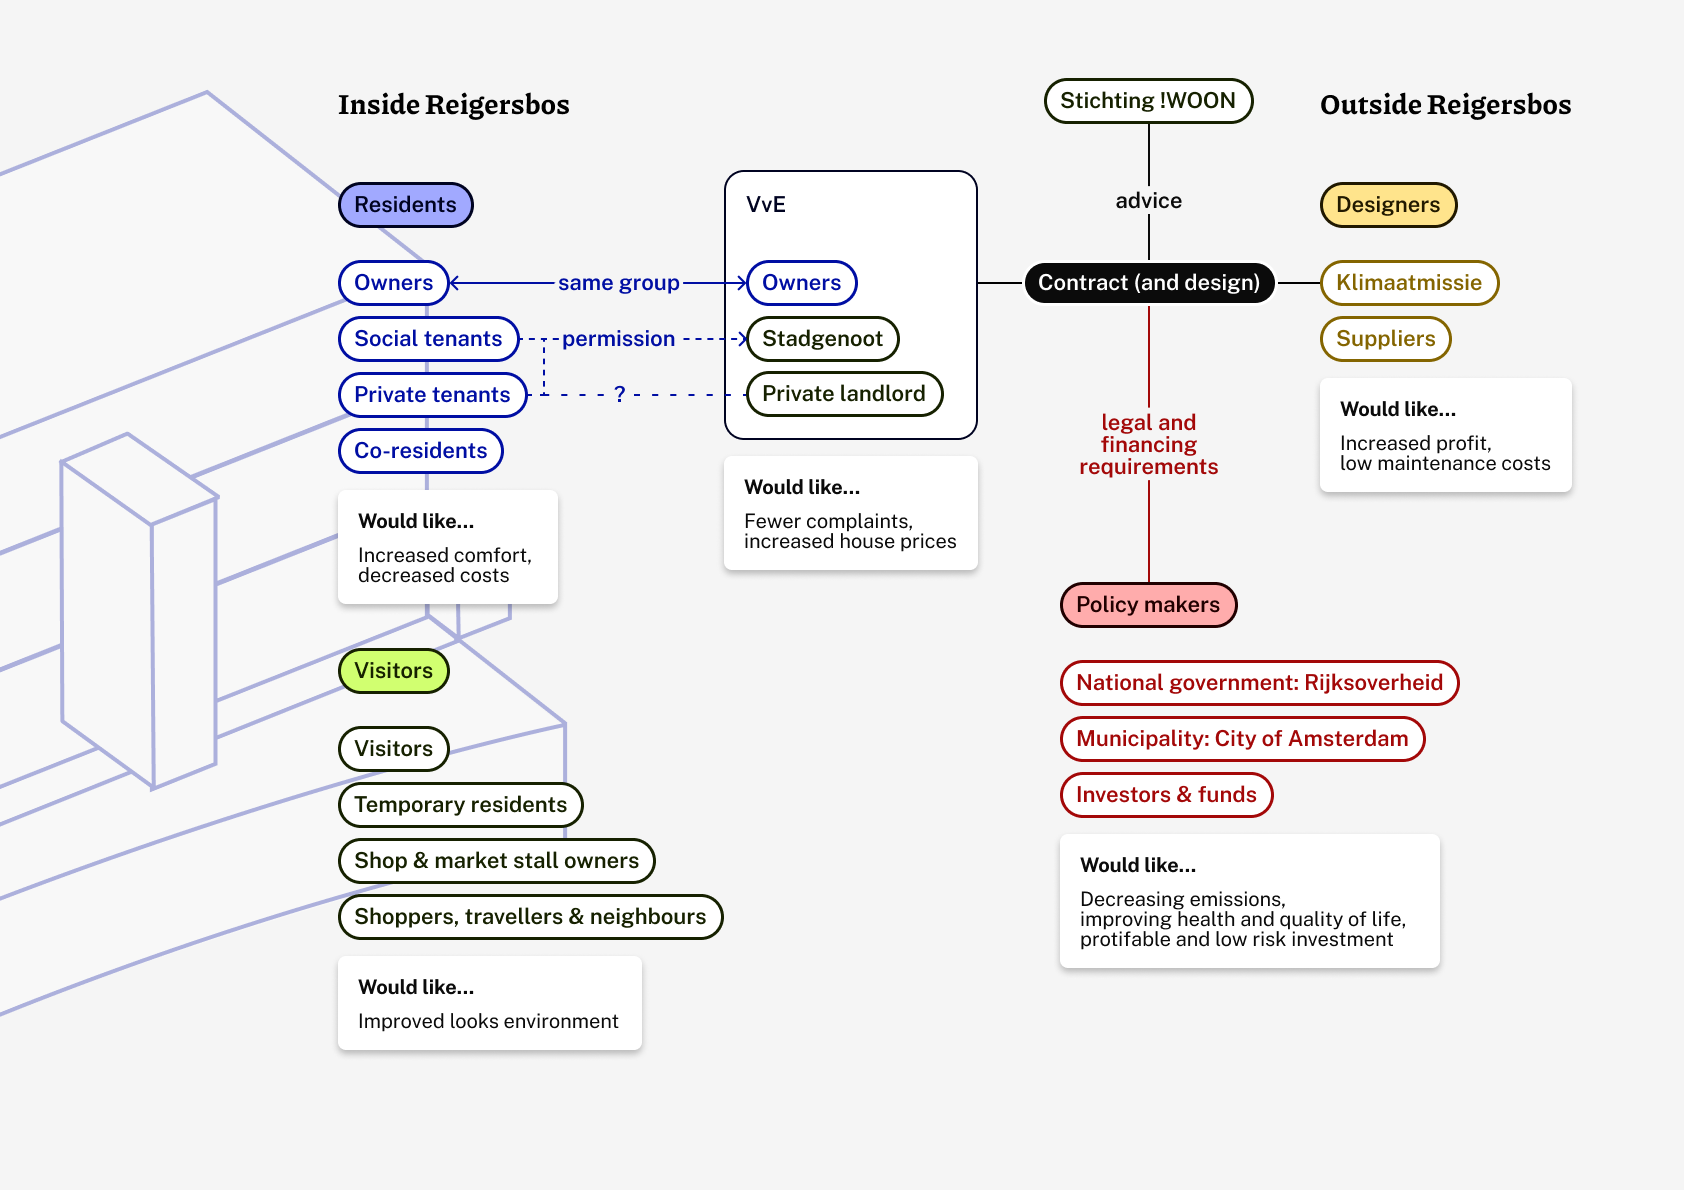 Inside Reigersbos
Residents
Owners
same group
Social tenants
permission
Private tenants
?
Co-residents
Would like...
Increased comfort,
decreased costs
Visitors
Visitors
Temporary residents
Shop & market stall owners
Shoppers, travellers & neighbours
Would like...
Improved looks environment
VvE
Owners
Stadgenoot
Private landlord
Would like...
Fewer complaints,
increased house prices
Stichting !WOON
advice
Contract (and design)
legal and
financing
requirements
Policy makers
National government: Rijksoverheid
Municipality: City of Amsterdam
Investors & funds
Would like...
Decreasing emissions,
improving health and quality of life,
protifable and low risk investment
Outside Reigersbos
Designers
Klimaatmissie
Suppliers
Would like...
Increased profit,
low maintenance costs